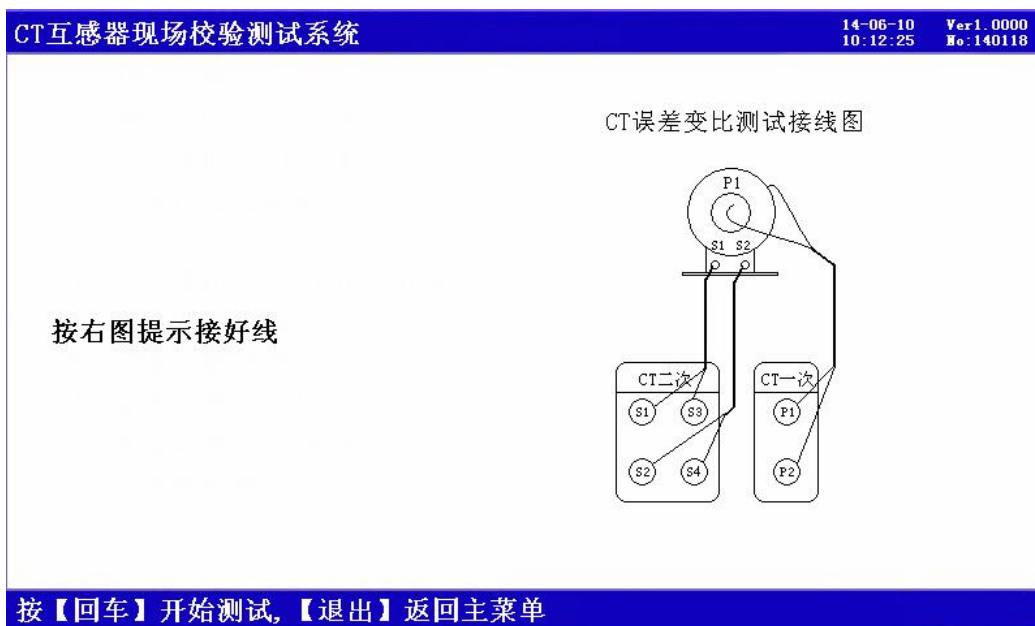 CT互感器现场校验测试系统
14-06-10 Ver1.0000
10:12:25 No:140118
CT误差变比测试接线图
P1
S1 S2
按右图提示接好线
CT二次 CT一次
S1 S3 P1
S2 S4 P2
按【回车】开始测试,【退出】返回主菜单